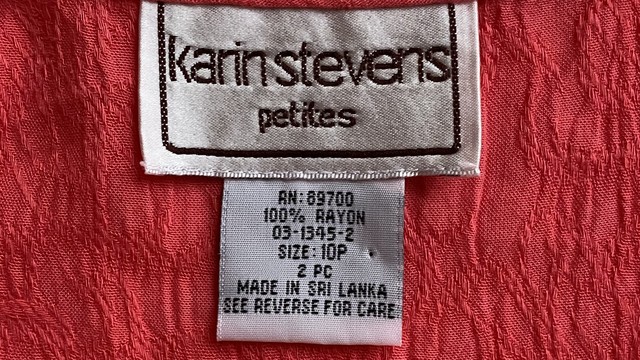 karin stevens
petites
RN: 89700
100% RAYON
03-1345-2
SIZE: 10P
2 PC
MADE IN SRI LANKA
SEE REVERSE FOR CARE